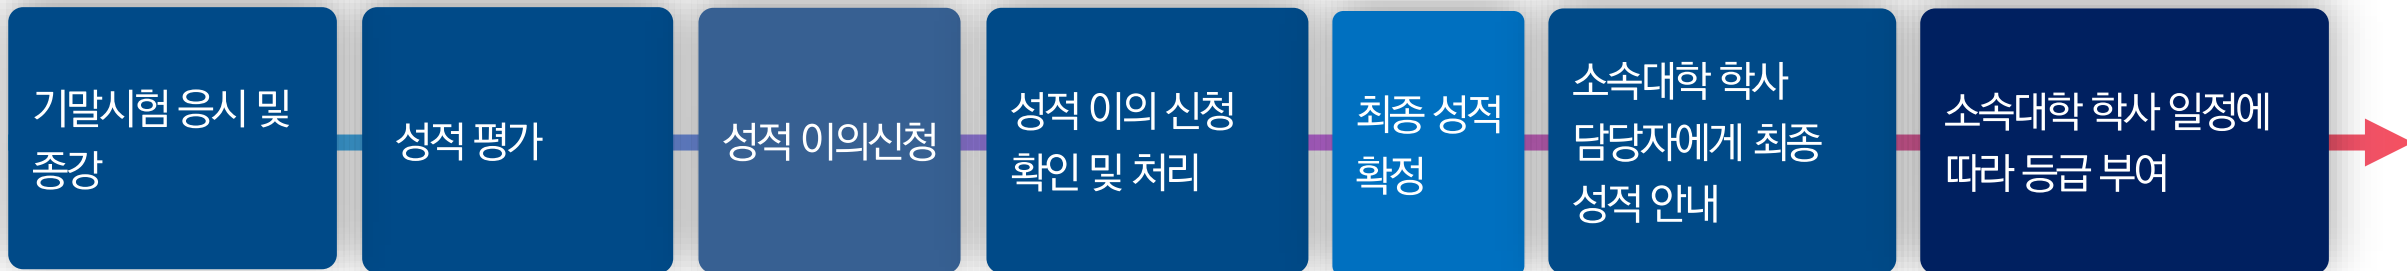 기말시험 응시 및
종강
성적 평가
성적 이의신청
성적 이의 신청
확인 및 처리
최종 성적
확정
소속대학 학사
담당자에게 최종
성적 안내
소속대학 학사 일정에
따라 등급 부여